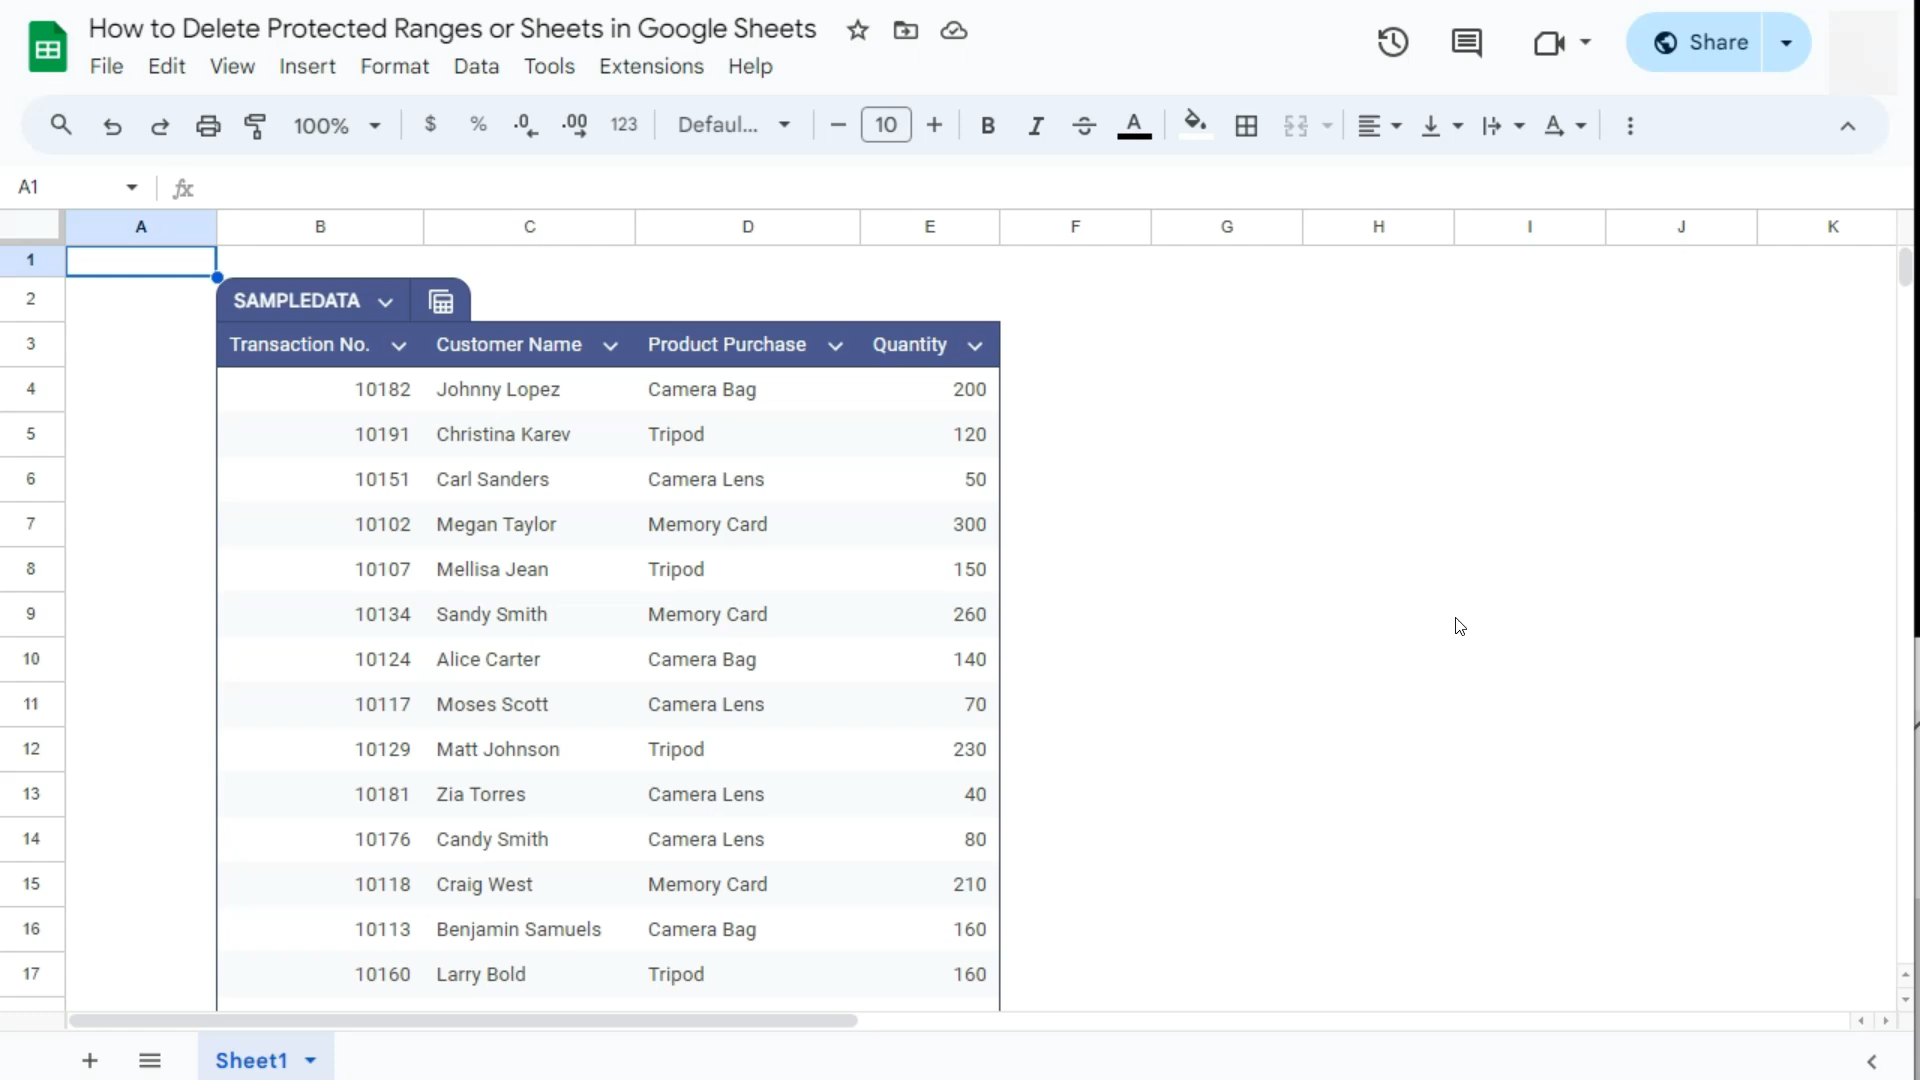 How to Delete Protected Ranges or Sheets in Google Sheets
File Edit View Insert Format Data Tools Extensions Help
Share
100% $ % .0 .00 123 Defaul... 10 B I S A
A1 fx
A B C D E F G H I J K
1
2 SAMPLEDATA
3 Transaction No. Customer Name Product Purchase Quantity
4 10182 Johnny Lopez Camera Bag 200
5 10191 Christina Karev Tripod 120
6 10151 Carl Sanders Camera Lens 50
7 10102 Megan Taylor Memory Card 300
8 10107 Mellisa Jean Tripod 150
9 10134 Sandy Smith Memory Card 260
10 10124 Alice Carter Camera Bag 140
11 10117 Moses Scott Camera Lens 70
12 10129 Matt Johnson Tripod 230
13 10181 Zia Torres Camera Lens 40
14 10176 Candy Smith Camera Lens 80
15 10118 Craig West Memory Card 210
16 10113 Benjamin Samuels Camera Bag 160
17 10160 Larry Bold Tripod 160
Sheet1